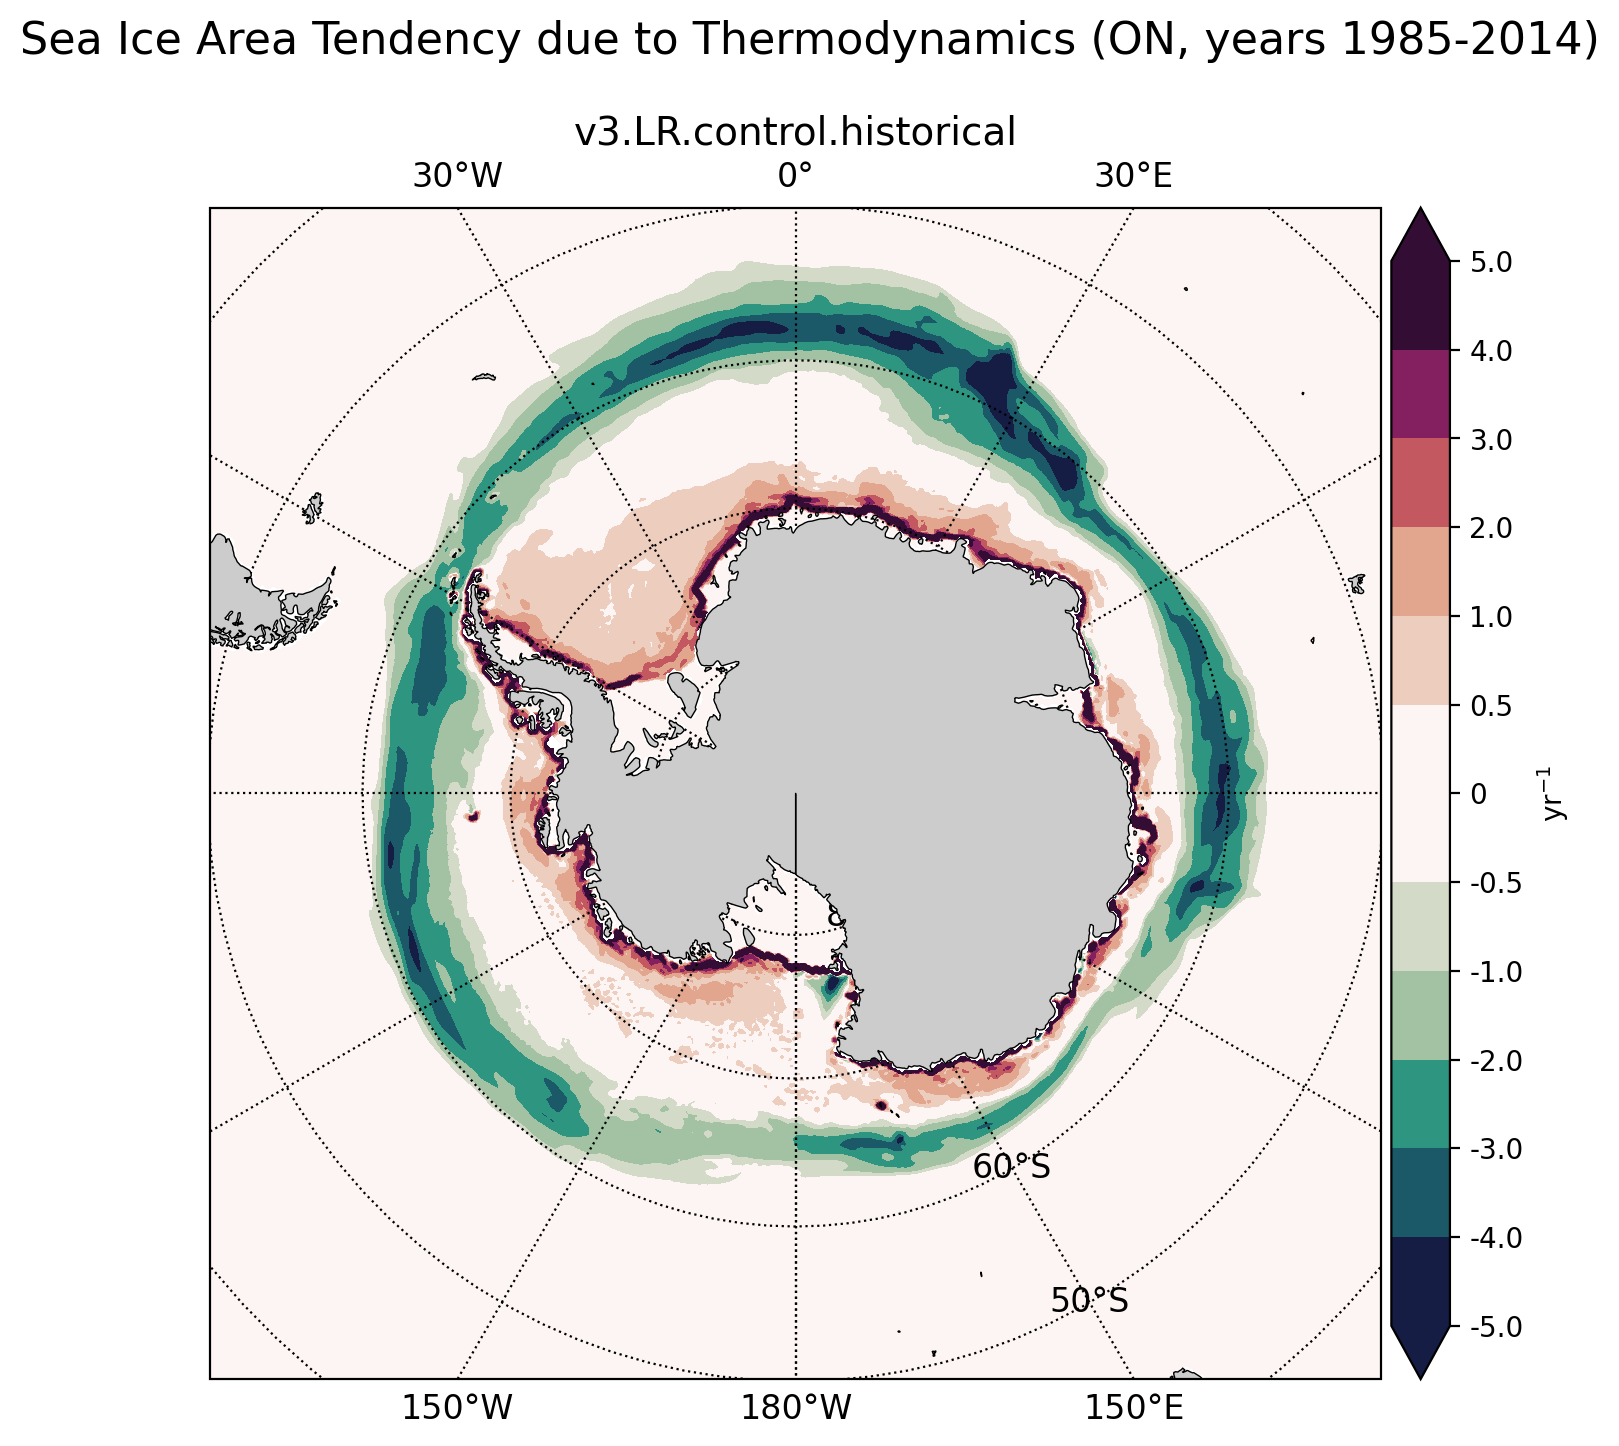 Sea Ice Area Tendency due to Thermodynamics (ON, years 1985-2014)
v3.LR.control.historical
30°W 0° 30°E
5.0
4.0
3.0
2.0
1.0
0.5
0
-0.5
-1.0
-2.0
-3.0
-4.0
-5.0
yr⁻¹
60°S
50°S
150°W 180°W 150°E